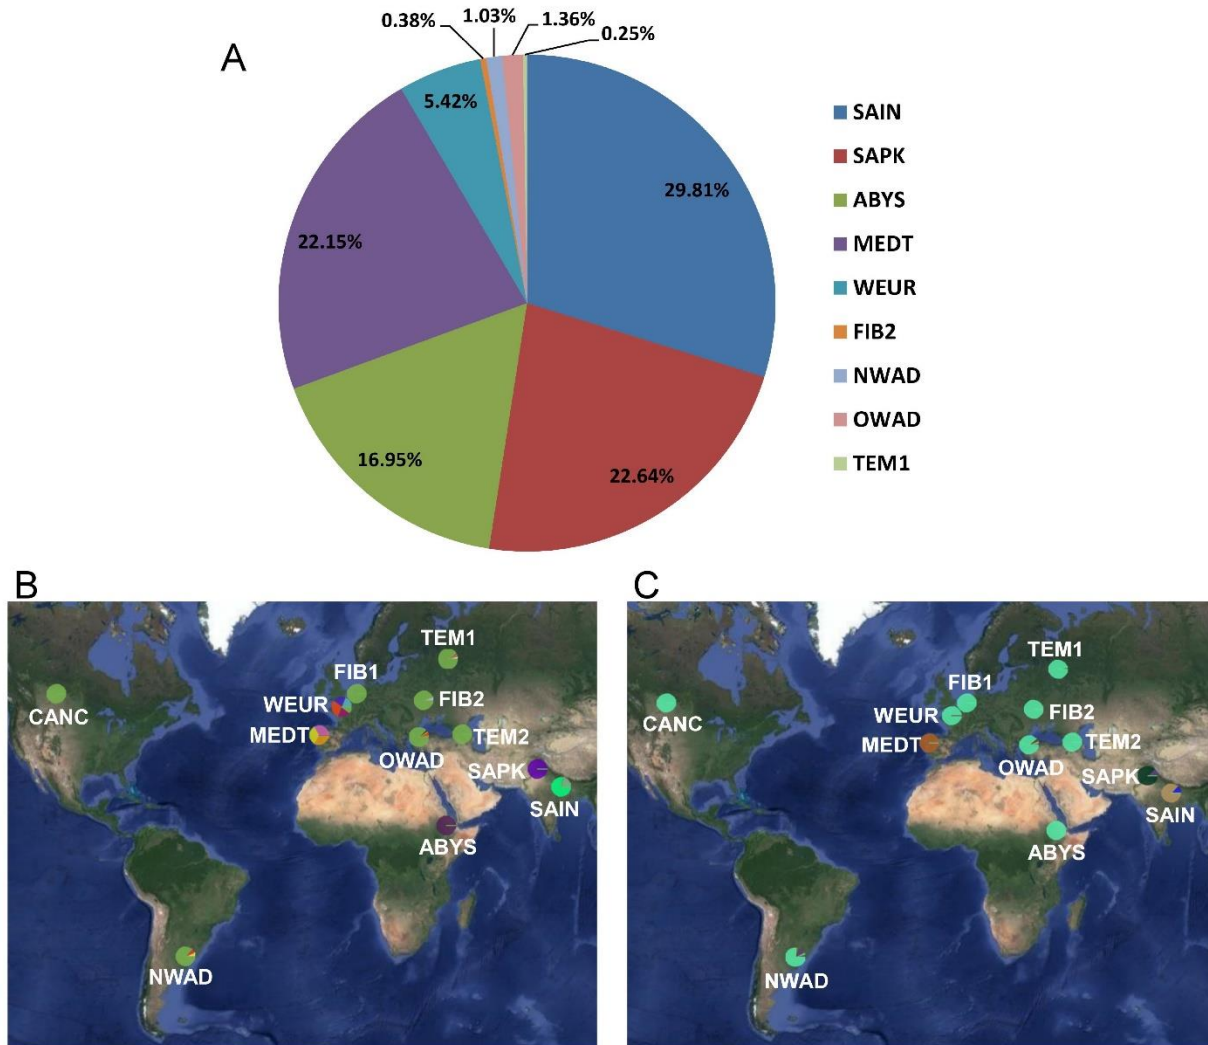 A
0.38%
1.03%
1.36%
0.25%
5.42%
29.81%
22.15%
16.95%
22.64%
SAIN
SAPK
ABYS
MEDT
WEUR
FIB2
NWAD
OWAD
TEM1
B
TEM1
FIB1
CANC
WEUR
FIB2
MEDT
OWAD
TEM2
SAPK
SAIN
ABYS
NWAD
C
TEM1
FIB1
CANC
WEUR
FIB2
MEDT
OWAD
TEM2
SAPK
SAIN
ABYS
NWAD